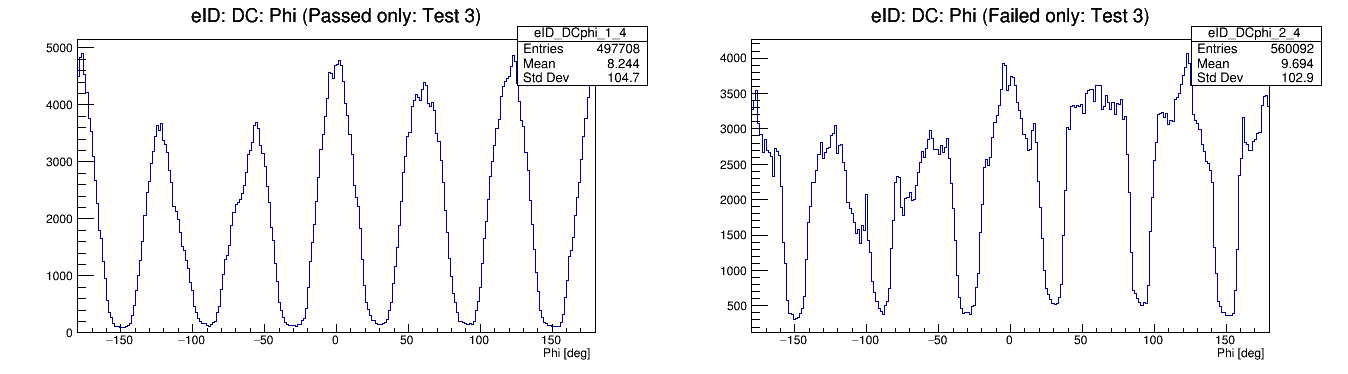 eID: DC: Phi (Passed only: Test 3)
eID_DCphi_1_4
Entries 497708
Mean 8.244
Std Dev 104.7
5000
4000
3000
2000
1000
0
−150 −100 −50 0 50 100 150
Phi [deg]
eID: DC: Phi (Failed only: Test 3)
eID_DCphi_2_4
Entries 560092
Mean 9.694
Std Dev 102.9
4000
3500
3000
2500
2000
1500
1000
500
−150 −100 −50 0 50 100 150
Phi [deg]